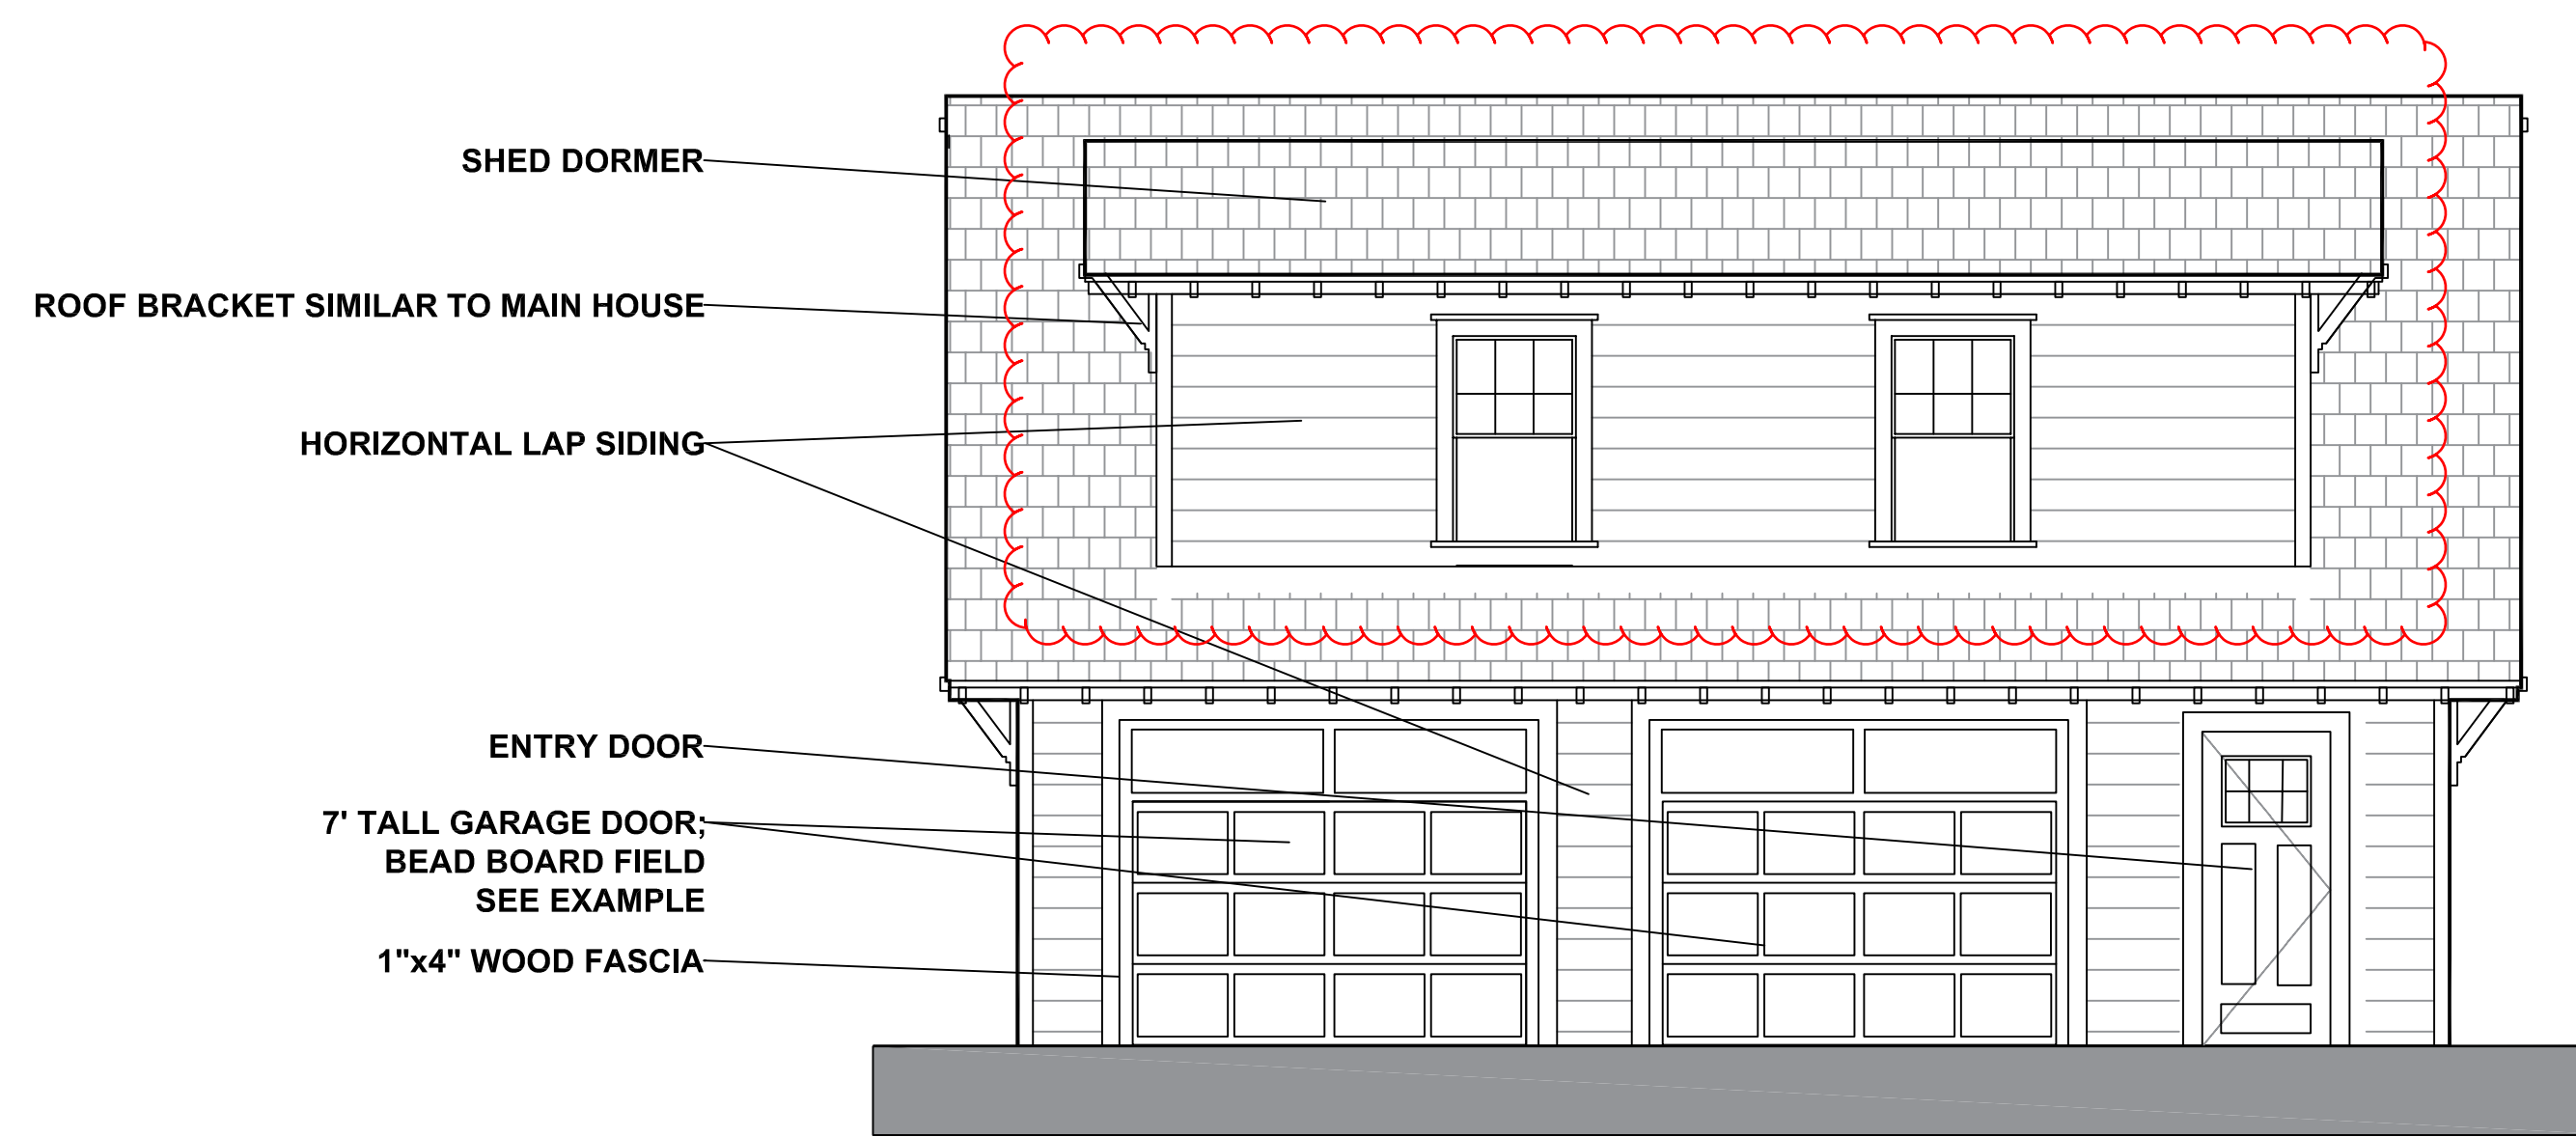 SHED DORMER
ROOF BRACKET SIMILAR TO MAIN HOUSE
HORIZONTAL LAP SIDING
ENTRY DOOR
7' TALL GARAGE DOOR;
BEAD BOARD FIELD
SEE EXAMPLE
1"x4" WOOD FASCIA